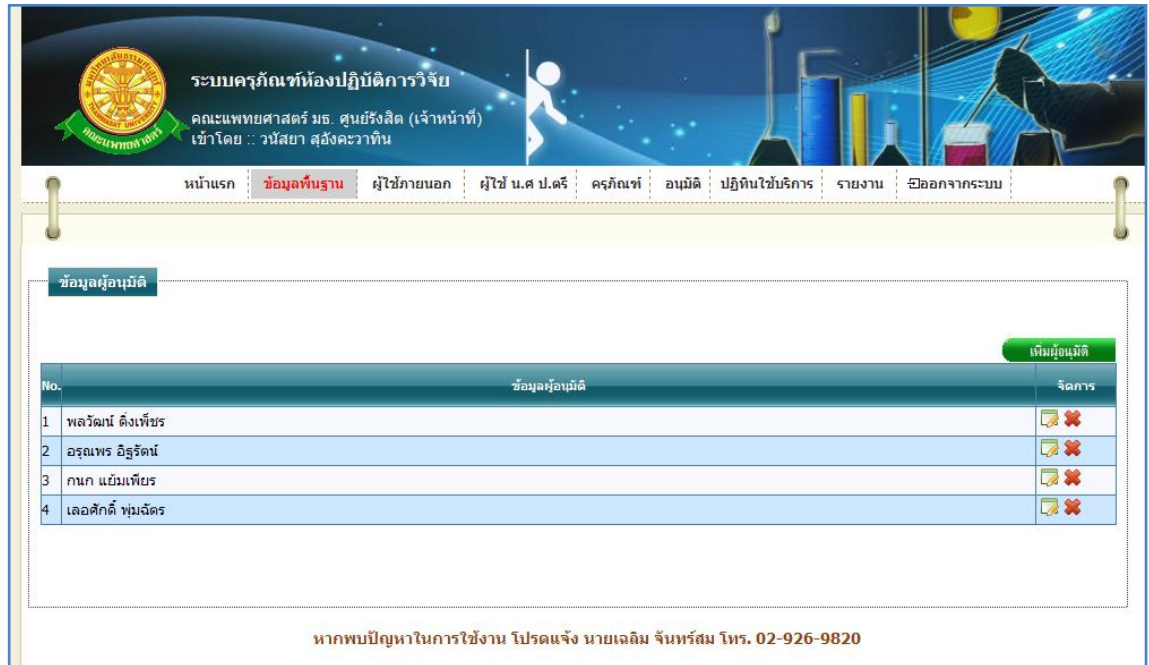 ระบบครุภัณฑ์ห้องปฏิบัติการวิจัย
คณะแพทยศาสตร์ มธ. ศูนย์รังสิต (เจ้าหน้าที่)
เข้าโดย :: วนัสยา สุอังคะวาทิน
คณะแพทยศาสตร์
หน้าแรก ข้อมูลพื้นฐาน ผู้ใช้ภายนอก ผู้ใช้ น.ศ ป.ตรี ครุภัณฑ์ อนุมัติ ปฏิทินใช้บริการ รายงาน ออกจากระบบ
ข้อมูลผู้อนุมัติ
เพิ่มผู้อนุมัติ
No. ข้อมูลผู้อนุมัติ จัดการ
1 พลวัฒน์ ติ่งเพ็ชร
2 อรุณพร อิฐรัตน์
3 กนก แย้มเพียร
4 เลอศักดิ์ พุ่มฉัตร
หากพบปัญหาในการใช้งาน โปรดแจ้ง นายเฉลิม จันทร์สม โทร. 02-926-9820